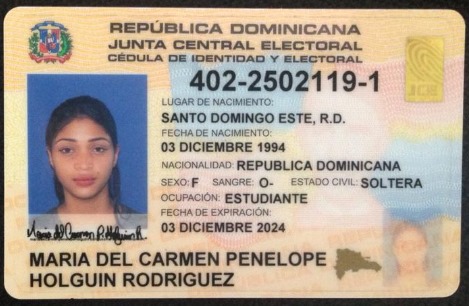 REPÚBLICA DOMINICANA
JUNTA CENTRAL ELECTORAL
CÉDULA DE IDENTIDAD Y ELECTORAL
402-2502119-1
LUGAR DE NACIMIENTO:
SANTO DOMINGO ESTE, R.D.
FECHA DE NACIMIENTO:
03 DICIEMBRE 1994
NACIONALIDAD: REPUBLICA DOMINICANA
SEXO: F SANGRE: O- ESTADO CIVIL: SOLTERA
OCUPACIÓN: ESTUDIANTE
FECHA DE EXPIRACIÓN:
03 DICIEMBRE 2024
Maria del Carmen P. Holguin R.
MARIA DEL CARMEN PENELOPE
HOLGUIN RODRIGUEZ